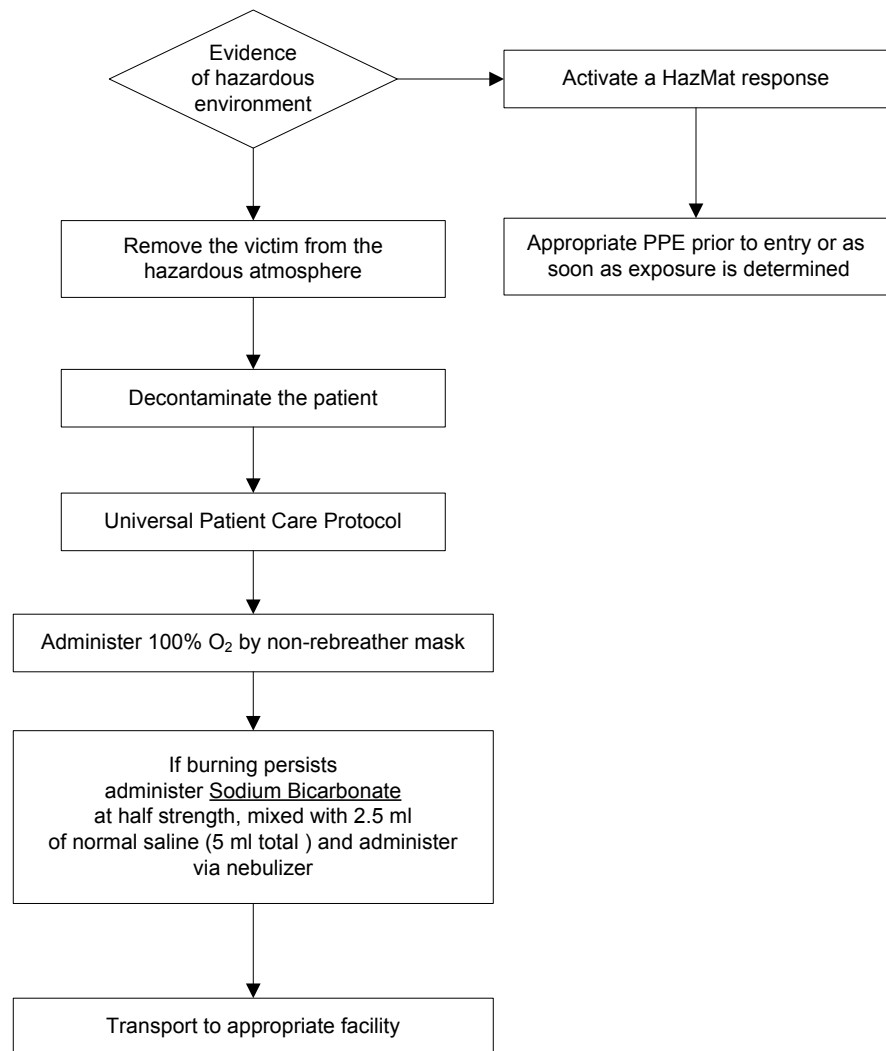 Evidence
of hazardous
environment
Activate a HazMat response
Appropriate PPE prior to entry or as
soon as exposure is determined
Remove the victim from the
hazardous atmosphere
Decontaminate the patient
Universal Patient Care Protocol
Administer 100% O₂ by non-rebreather mask
If burning persists
administer Sodium Bicarbonate
at half strength, mixed with 2.5 ml
of normal saline (5 ml total ) and administer
via nebulizer
Transport to appropriate facility